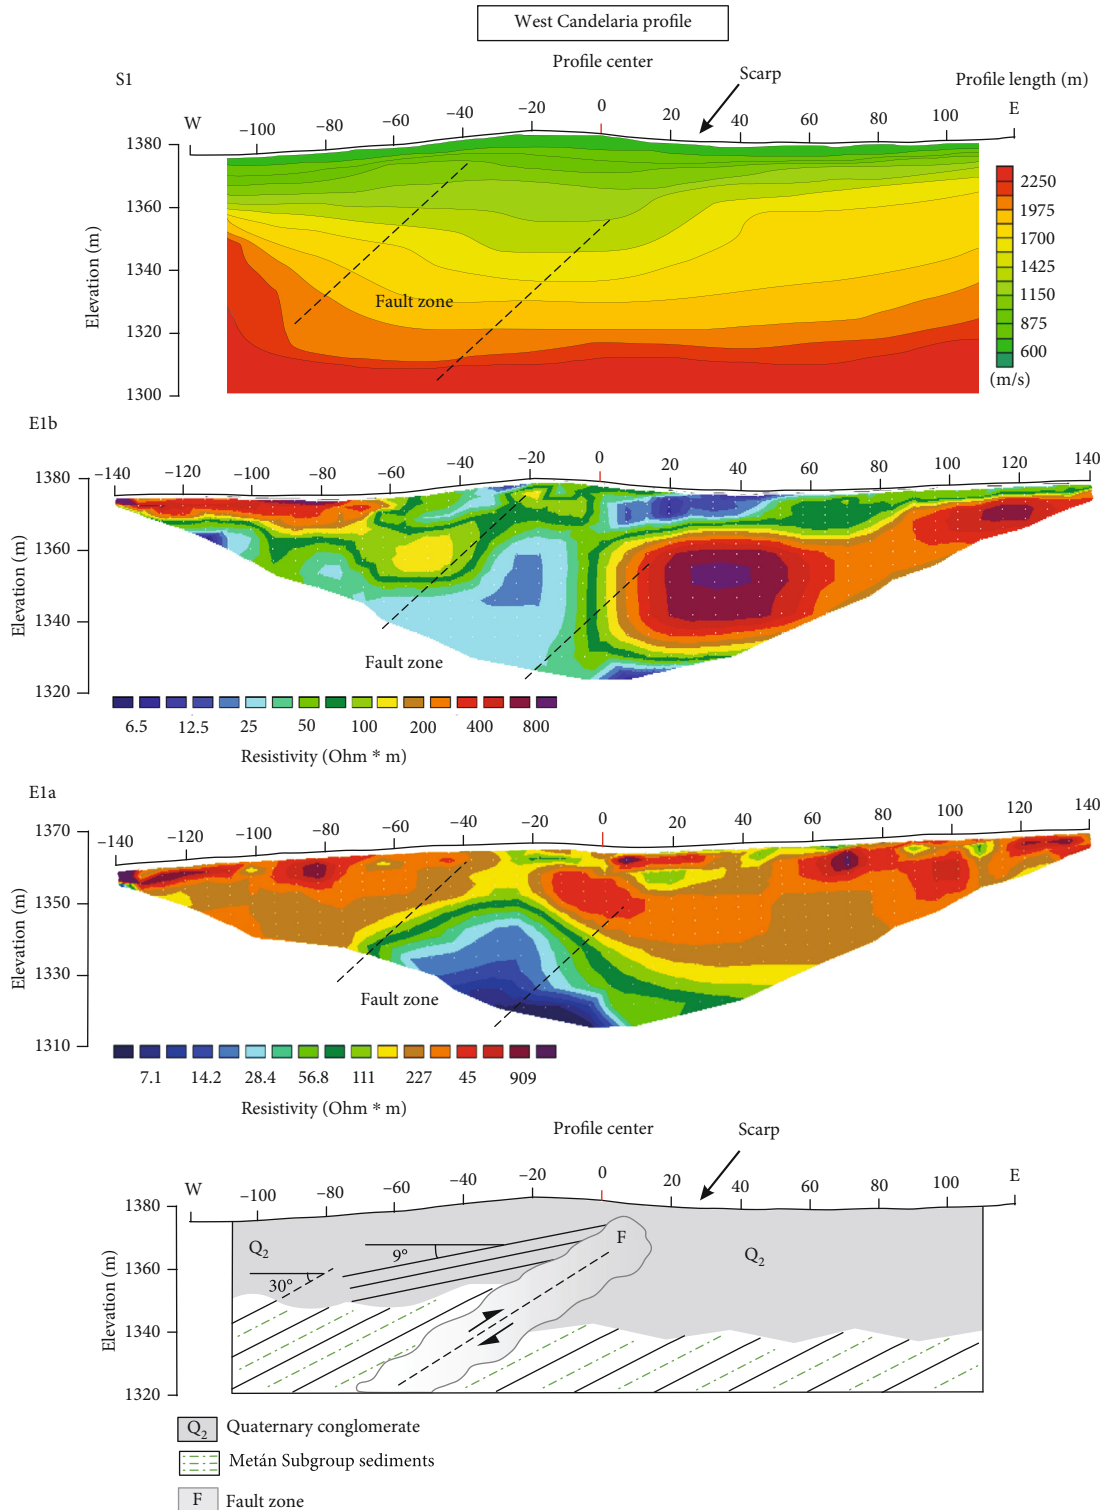 West Candelaria profile
Profile center
Scarp
S1
Profile length (m)
W
−100 −80 −60 −40 −20 0 20 40 60 80 100
E
1380
1360
1340
1320
1300
Elevation (m)
Fault zone
2250
1975
1700
1425
1150
875
600
(m/s)
E1b
−140 −120 −100 −80 −60 −40 −20 0 20 40 60 80 100 120 140
1380
1360
1340
1320
Elevation (m)
Fault zone
6.5 12.5 25 50 100 200 400 800
Resistivity (Ohm * m)
E1a
−140 −120 −100 −80 −60 −40 −20 0 20 40 60 80 100 120 140
1370
1350
1330
1310
Elevation (m)
Fault zone
7.1 14.2 28.4 56.8 111 227 45 909
Resistivity (Ohm * m)
Profile center
Scarp
W
−100 −80 −60 −40 −20 0 20 40 60 80 100
E
1380
1360
1340
1320
Elevation (m)
Q2
9°
30°
F
Q2
Q2 Quaternary conglomerate
Metán Subgroup sediments
F Fault zone